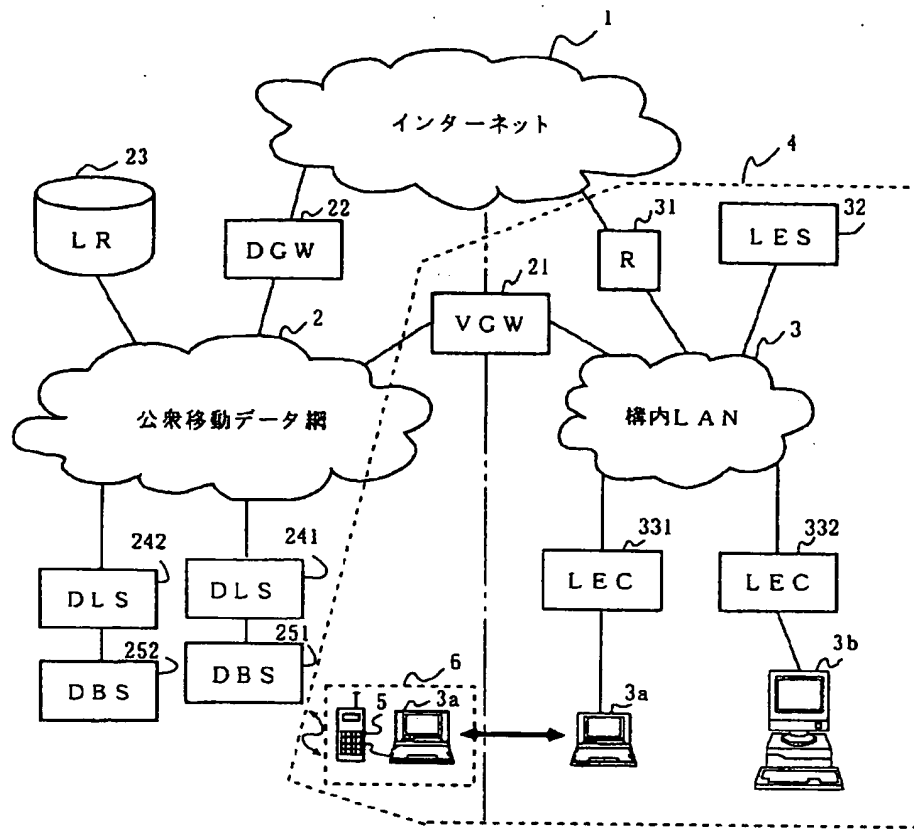 1
インターネット
4
23
LR
22
DGW
31
R
32
LES
21
VGW
2
公衆移動データ網
3
構内LAN
242
DLS
241
DLS
331
LEC
332
LEC
252
DBS
251
DBS
6
5
3a
3a
3b